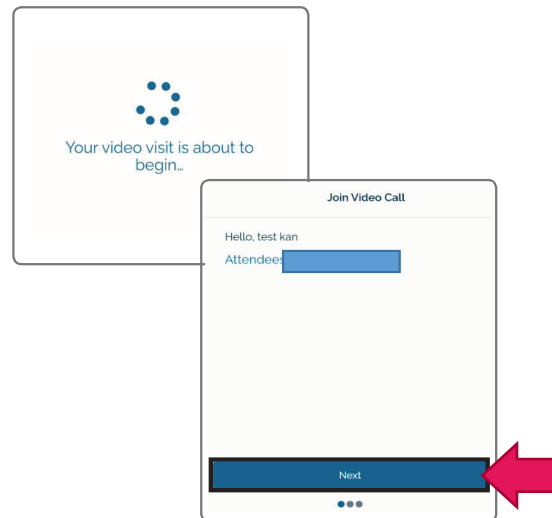 Your video visit is about to
begin...
Join Video Call
Hello, test kan
Attendees
Next